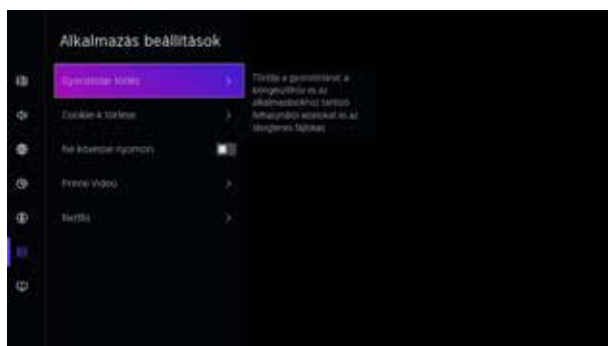 Alkalmazás beállítások
Gyorsítótár törlés
Cookie-k törlése
Ne kövesse nyomon
Prime Video
Netflix
Törölje a gyorsítótárat, a
böngészőhöz és az
alkalmazásokhoz tartozó
felhasználói adatokat és az
ideiglenes fájlokat.